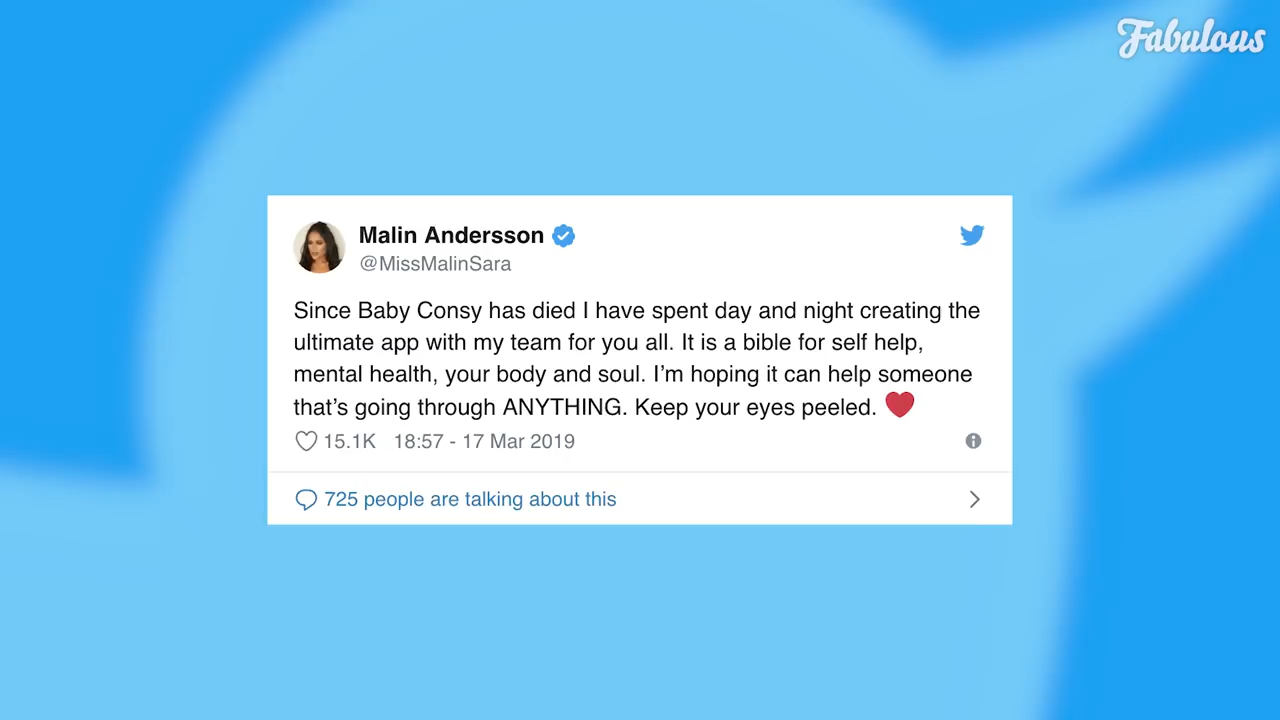 Fabulous
Malin Andersson
@MissMalinSara
Since Baby Consy has died I have spent day and night creating the
ultimate app with my team for you all. It is a bible for self help,
mental health, your body and soul. I’m hoping it can help someone
that’s going through ANYTHING. Keep your eyes peeled. ❤️
15.1K 18:57 - 17 Mar 2019
725 people are talking about this